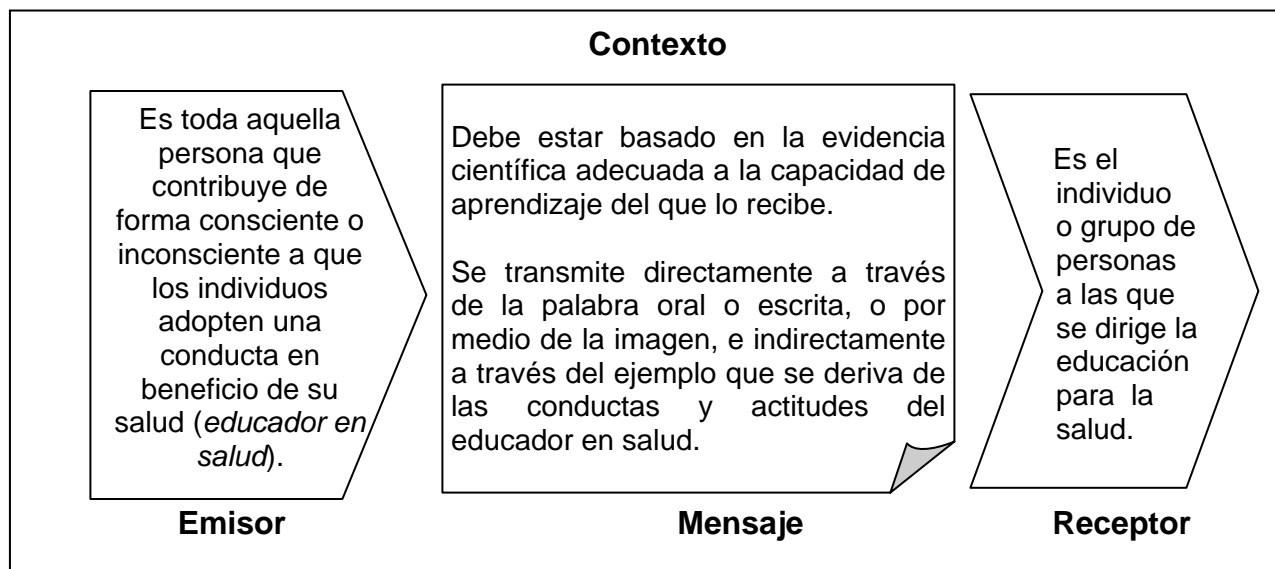 Contexto
Es toda aquella
persona que
contribuye de
forma consciente o
inconsciente a que
los individuos
adopten una
conducta en
beneficio de su
salud (educador en
salud).
Emisor
Debe estar basado en la evidencia
científica adecuada a la capacidad de
aprendizaje del que lo recibe.
Se transmite directamente a través
de la palabra oral o escrita, o por
medio de la imagen, e indirectamente
a través del ejemplo que se deriva de
las conductas y actitudes del
educador en salud.
Mensaje
Es el
individuo
o grupo de
personas
a las que
se dirige la
educación
para la
salud.
Receptor